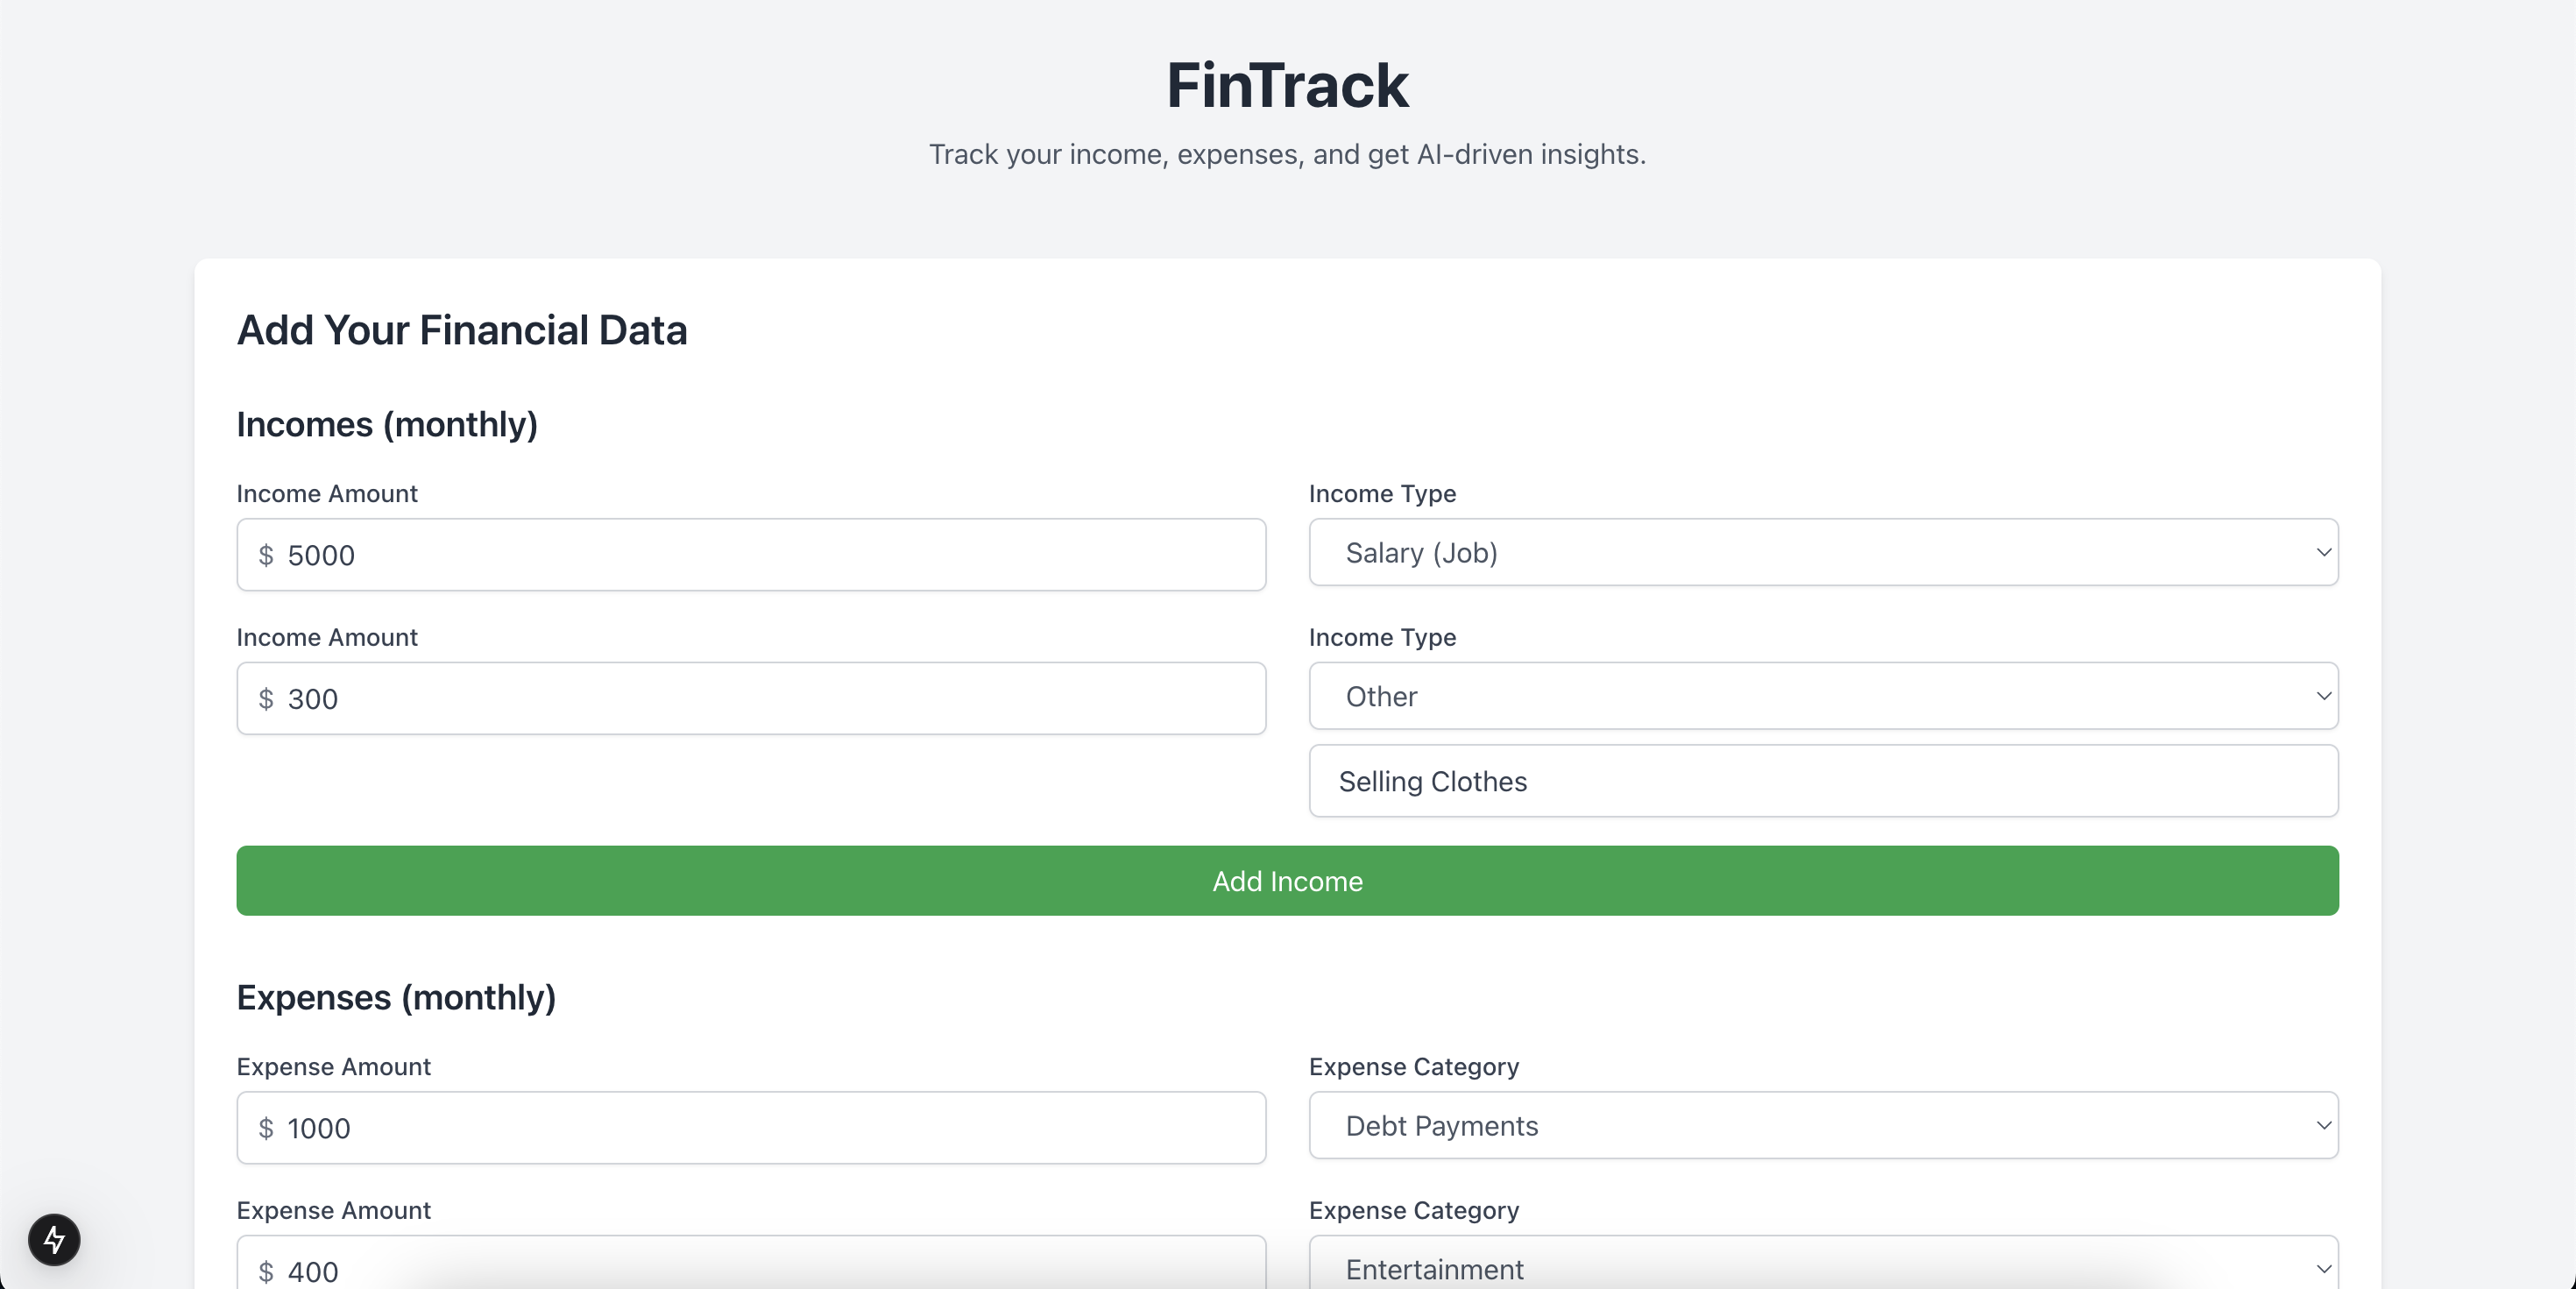 FinTrack
Track your income, expenses, and get AI-driven insights.
Add Your Financial Data
Incomes (monthly)
Income Amount
Income Type
$ 5000
Salary (Job)
Income Amount
Income Type
$ 300
Other
Selling Clothes
Add Income
Expenses (monthly)
Expense Amount
Expense Category
$ 1000
Debt Payments
Expense Amount
Expense Category
$ 400
Entertainment